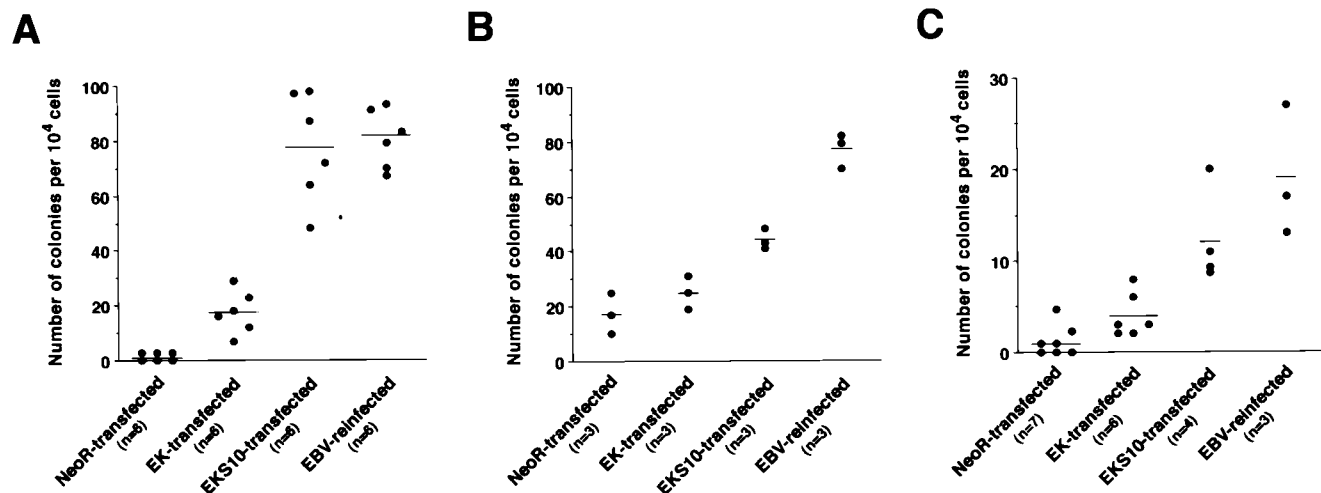 A
Number of colonies per 10⁴ cells
100
80
60
40
20
0
NeoR-transfected
(n=6)
EK-transfected
(n=6)
EKS10-transfected
(n=6)
EBV-reinfected
(n=6)
B
Number of colonies per 10⁴ cells
100
80
60
40
20
0
NeoR-transfected
(n=3)
EK-transfected
(n=3)
EKS10-transfected
(n=3)
EBV-reinfected
(n=3)
C
Number of colonies per 10⁴ cells
30
20
10
0
NeoR-transfected
(n=7)
EK-transfected
(n=6)
EKS10-transfected
(n=4)
EBV-reinfected
(n=3)